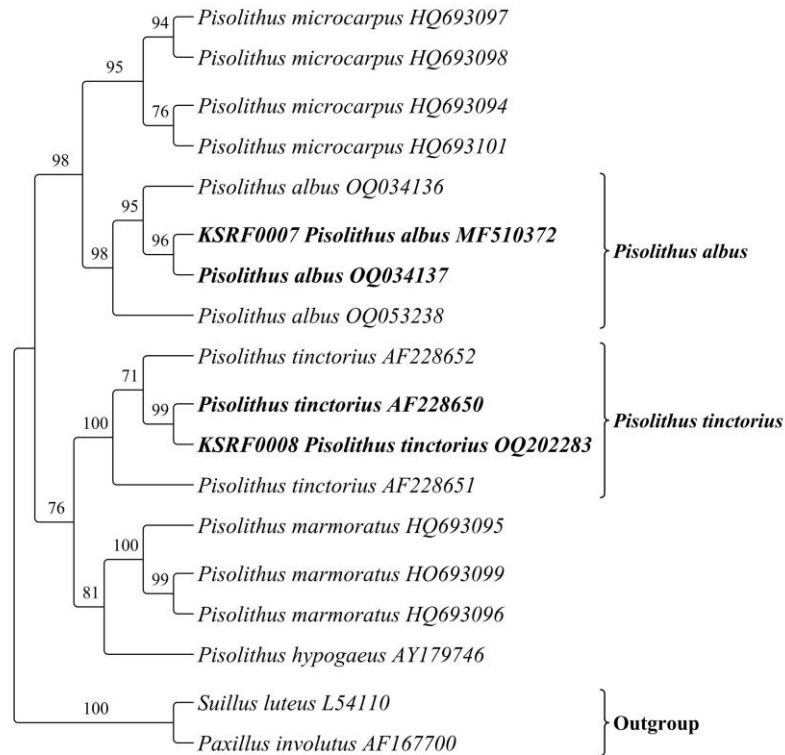 94
Pisolithus microcarpus HQ693097
Pisolithus microcarpus HQ693098
95
76
Pisolithus microcarpus HQ693094
Pisolithus microcarpus HQ693101
98
Pisolithus albus OQ034136
95
KSRF0007 Pisolithus albus MF510372
96
98
Pisolithus albus OQ034137
Pisolithus albus OQ053238
Pisolithus albus
Pisolithus tinctorius AF228652
71
Pisolithus tinctorius AF228650
99
100
KSRF0008 Pisolithus tinctorius OQ202283
Pisolithus tinctorius AF228651
Pisolithus tinctorius
76
Pisolithus marmoratus HQ693095
100
Pisolithus marmoratus HO693099
99
81
Pisolithus marmoratus HQ693096
Pisolithus hypogaeus AY179746
100
Suillus luteus L54110
Paxillus involutus AF167700
Outgroup